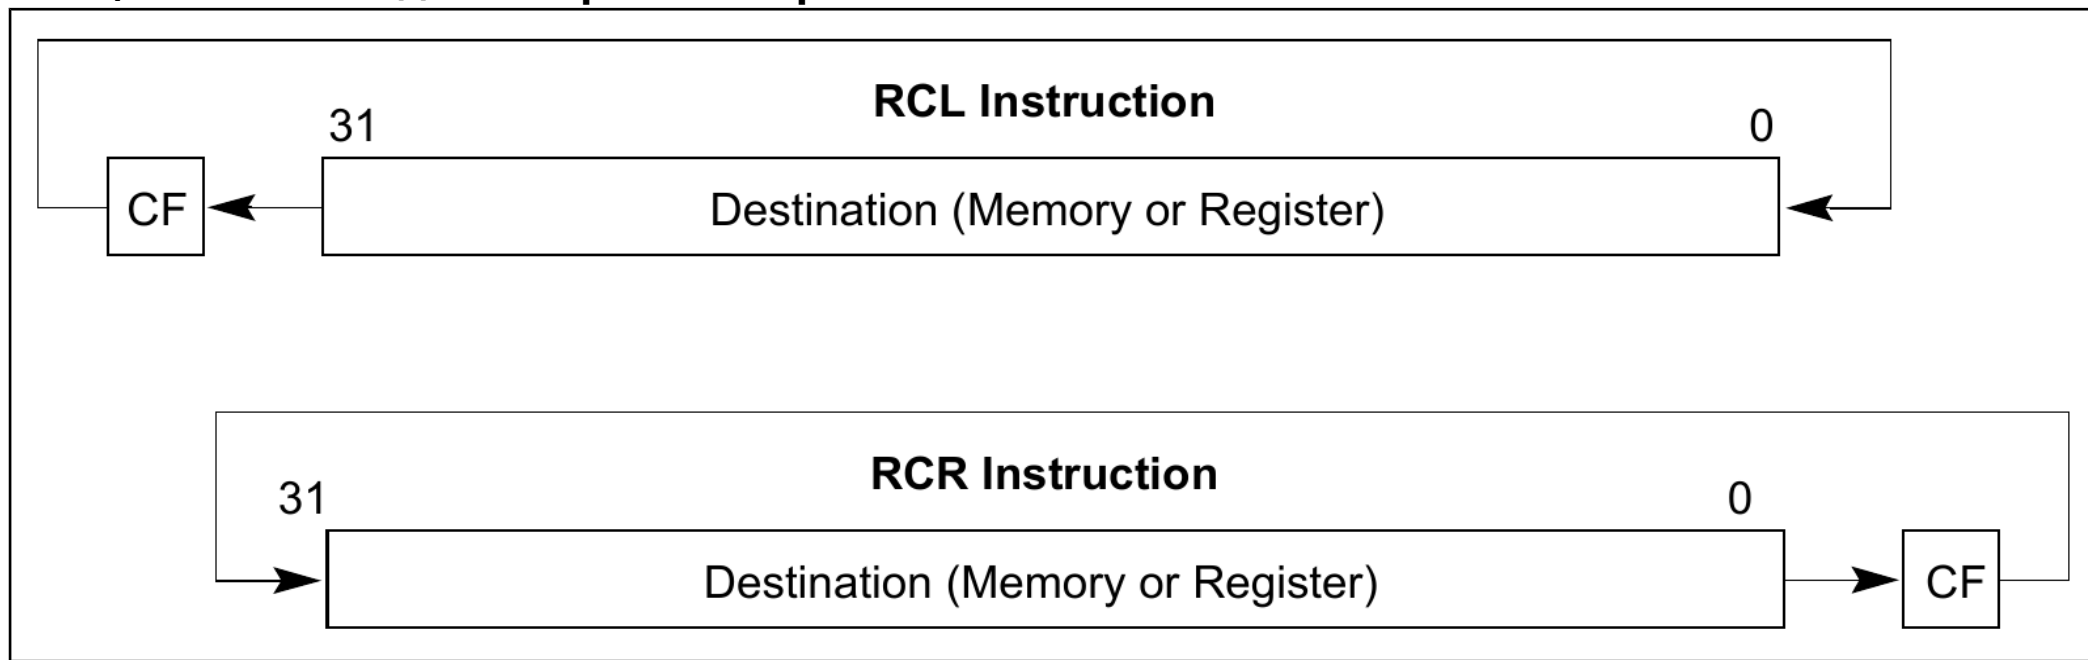 RCL Instruction
31 0
CF Destination (Memory or Register)
RCR Instruction
31 0
Destination (Memory or Register) CF